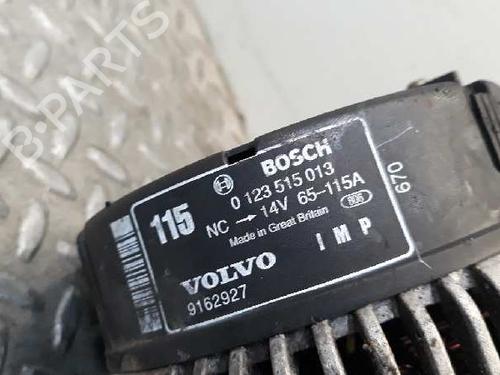 BOSCH
0 123 515 013
115
NC → 14V 65-115A
Made in Great Britain
606
670
IMP
VOLVO
9162927
B-PARTS